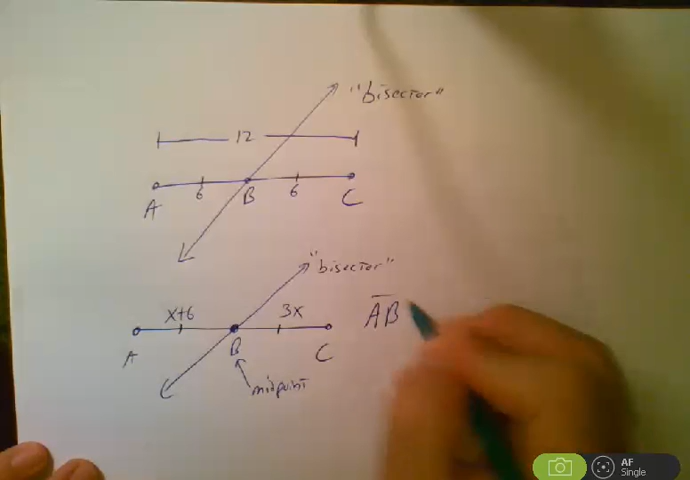 "bisector"
12
6 6
A B C
"bisector"
x+6 3x
A B C
midpoint
AB
AF
Single